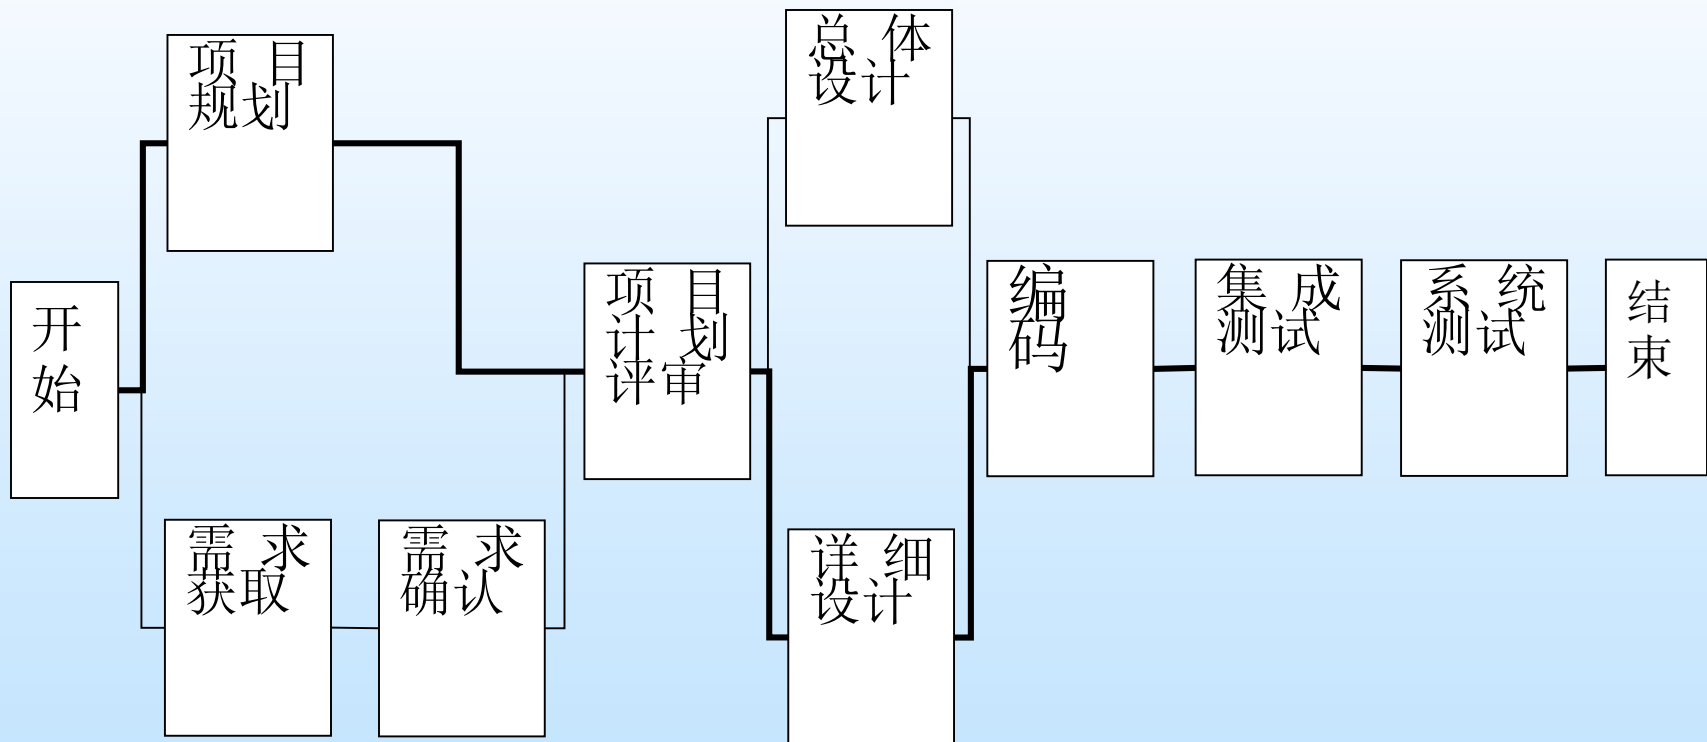 开
始
项 目
规划
需 求
获取
需 求
确认
项 目
计 划
评审
总 体
设计
详 细
设计
编
码
集 成
测试
系 统
测试
结
束